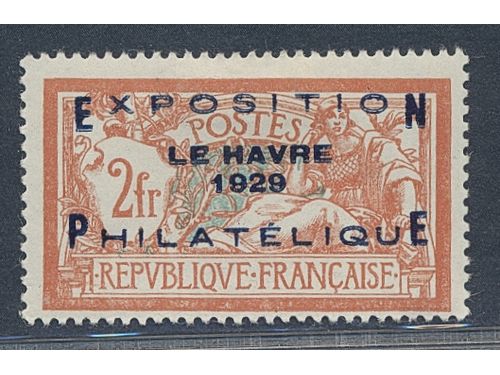 EXPOSITION
POSTES
LE HAVRE
1929
2fr
PHILATÉLIQUE
REPVBLIQVE·FRANÇAISE·